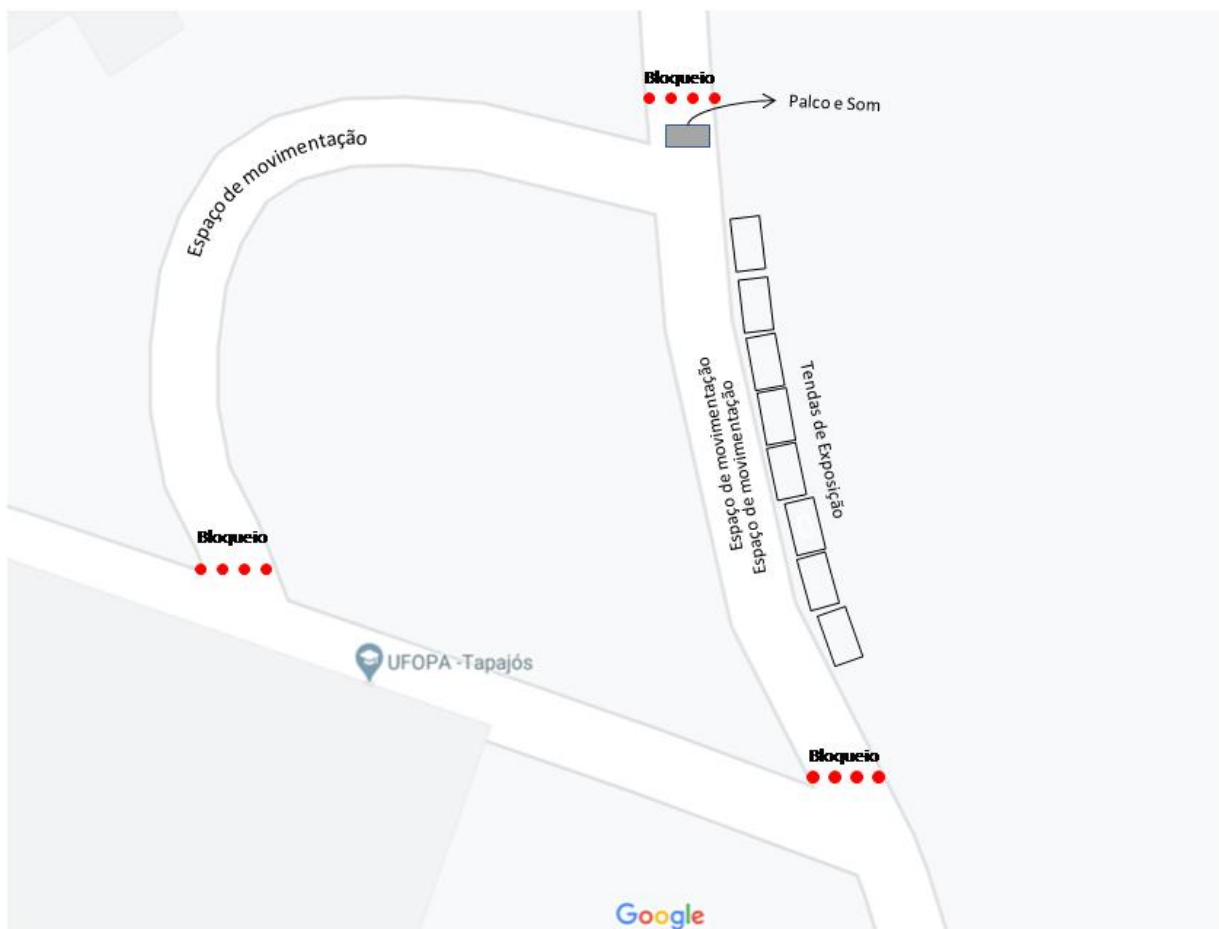 Bloqueio
Palco e Som
Espaço de movimentação
Espaço de movimentação
Espaço de movimentação
Tendas de Exposição
Bloqueio
UFOPA -Tapajós
Bloqueio
Google